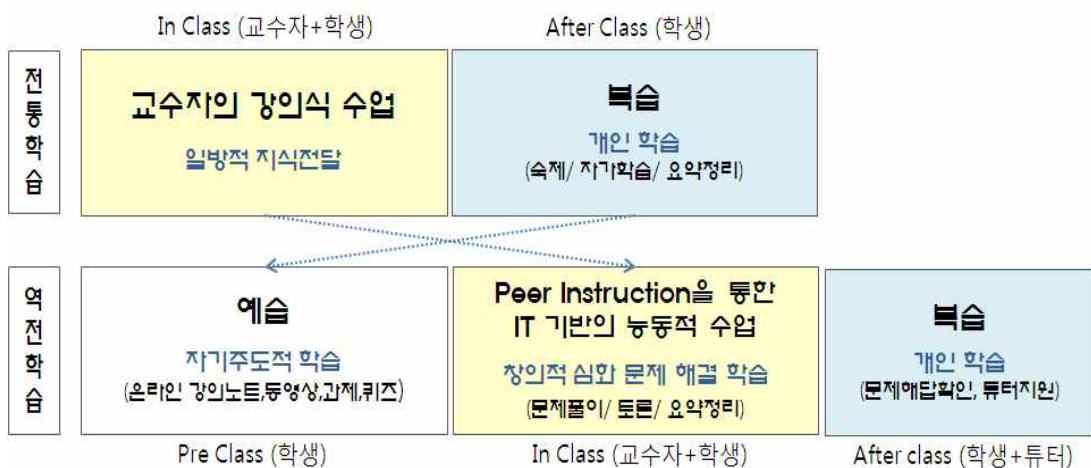 In Class (교수자+학생)
After Class (학생)
전통학습
교수자의 강의식 수업
일방적 지식전달
복습
개인 학습
(숙제/ 자가학습/ 요약정리)
역전학습
예습
자기주도적 학습
(온라인 강의노트,동영상,과제,퀴즈)
Peer Instruction을 통한
IT 기반의 능동적 수업
창의적 심화 문제 해결 학습
(문제풀이/ 토론/ 요약정리)
복습
개인 학습
(문제해답확인, 튜터지원)
Pre Class (학생)
In Class (교수자+학생)
After class (학생+튜터)